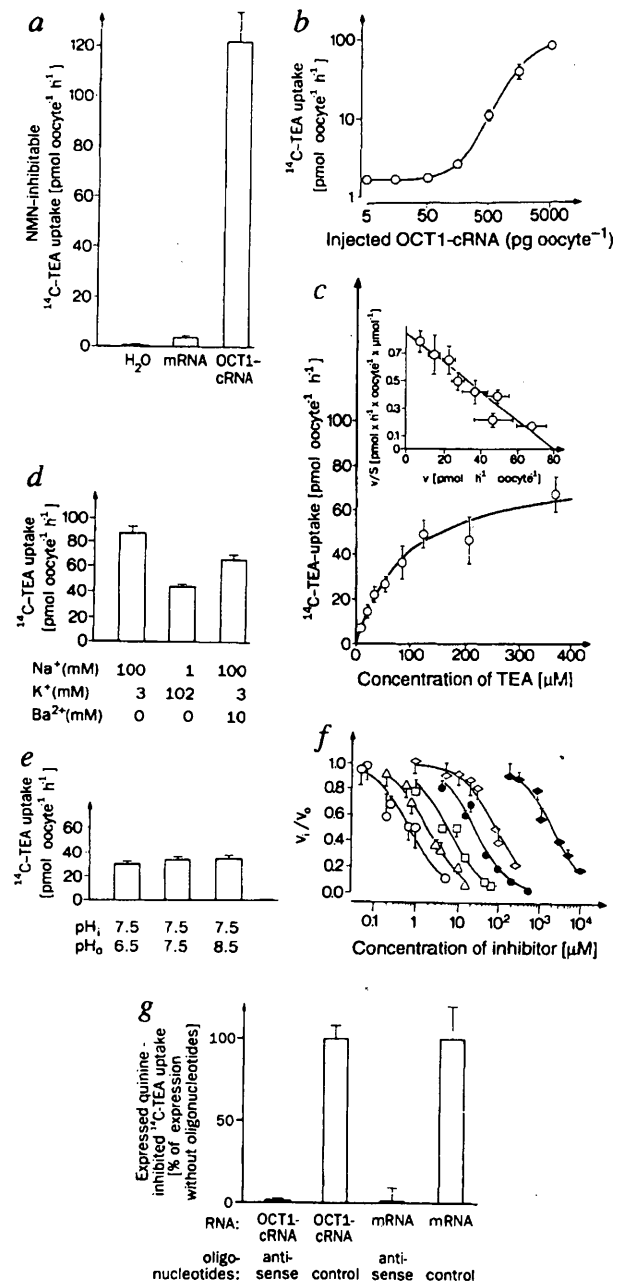 a
NMN-inhibitable
¹⁴C-TEA uptake [pmol oocyte⁻¹ h⁻¹]
120
100
80
60
40
20
0
H₂O mRNA OCT1-
cRNA
b
¹⁴C-TEA uptake
[pmol oocyte⁻¹ h⁻¹]
100
10
1
5 50 500 5000
Injected OCT1-cRNA (pg oocyte⁻¹)
c
¹⁴C-TEA-uptake [pmol oocyte⁻¹ h⁻¹]
100
80
60
40
20
0
0 100 200 300 400
Concentration of TEA [µM]
v/S [pmol x h⁻¹ x oocyte⁻¹ x µmol⁻¹]
0.7
0.5
0.3
0.1
0
0 20 40 60 80
v [pmol h⁻¹ oocyte⁻¹]
d
¹⁴C-TEA uptake
[pmol oocyte⁻¹ h⁻¹]
100
80
60
40
20
0
Na⁺(mM) 100 1 100
K⁺(mM) 3 102 3
Ba²⁺(mM) 0 0 10
e
¹⁴C-TEA uptake
[pmol oocyte⁻¹ h⁻¹]
60
40
20
0
pHᵢ 7.5 7.5 7.5
pHₒ 6.5 7.5 8.5
f
Vᵢ/Vₒ
1.0
0.8
0.6
0.4
0.2
0.0
0.1 1 10 10² 10³ 10⁴
Concentration of inhibitor [µM]
g
Expressed quinine-
inhibited ¹⁴C-TEA uptake
[% of expression
without oligonucleotides]
100
50
0
RNA: OCT1- OCT1- mRNA mRNA
cRNA cRNA
oligo- anti- anti-
nucleotides: sense control sense control